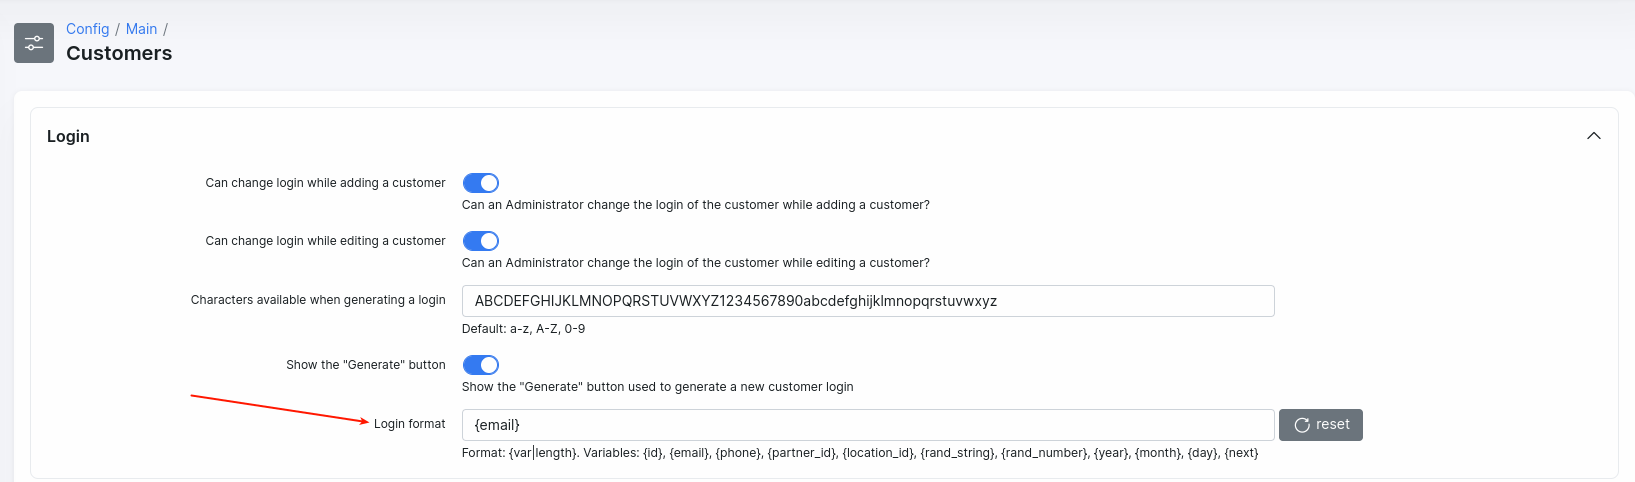 Config / Main /
Customers
Login
Can change login while adding a customer
Can an Administrator change the login of the customer while adding a customer?
Can change login while editing a customer
Can an Administrator change the login of the customer while editing a customer?
Characters available when generating a login ABCDEFGHIJKLMNOPQRSTUVWXYZ1234567890abcdefghijklmnopqrstuvwxyz
Default: a-z, A-Z, 0-9
Show the "Generate" button
Show the "Generate" button used to generate a new customer login
Login format {email} reset
Format: {var|length}. Variables: {id}, {email}, {phone}, {partner_id}, {location_id}, {rand_string}, {rand_number}, {year}, {month}, {day}, {next}